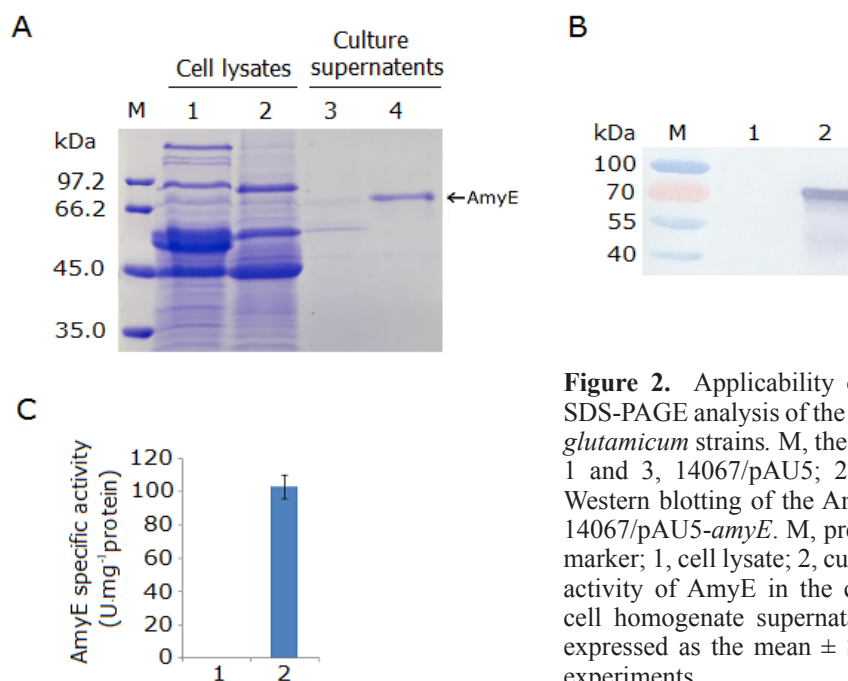 A
Culture
Cell lysates supernatents
M 1 2 3 4
kDa
97.2
66.2
45.0
35.0
←AmyE
B
kDa M 1 2
100
70
55
40
C
AmyE specific activity
(U.mg-1protein)
120
100
80
60
40
20
0
1 2
Figure 2. Applicability
SDS-PAGE analysis of the
glutamicum strains. M, the
1 and 3, 14067/pAU5; 2
Western blotting of the
14067/pAU5-amyE. M,
marker; 1, cell lysate; 2,
activity of AmyE in the
cell homogenate
expressed as the mean ±
experiments